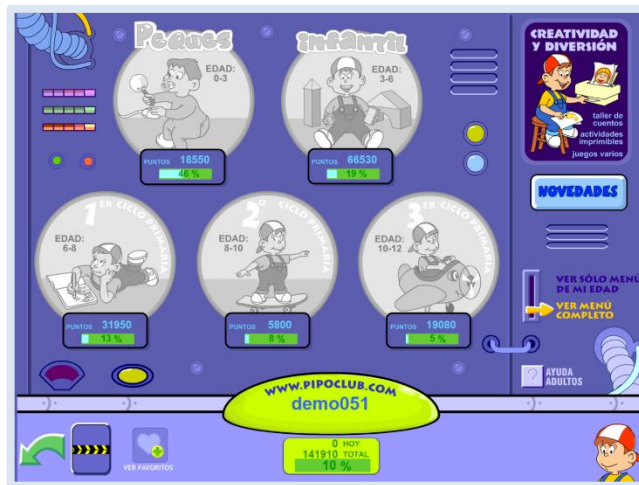 Peques
EDAD:
0-3
PUNTOS 18550
46 %
infantil
EDAD:
3-6
PUNTOS 66530
19 %
1ER CICLO PRIMARIA
EDAD:
6-8
PUNTOS 31950
13 %
2º CICLO PRIMARIA
EDAD:
8-10
PUNTOS 5800
8 %
3ER CICLO PRIMARIA
EDAD:
10-12
PUNTOS 19080
5 %
CREATIVIDAD
Y DIVERSIÓN
taller de
cuentos
actividades
imprimibles
juegos varios
NOVEDADES
VER SÓLO MENÚ
DE MI EDAD
VER MENÚ
COMPLETO
? AYUDA
ADULTOS
WWW.PIPOCLUB.COM
demo051
VER FAVORITOS
0 HOY
141910 TOTAL
10 %